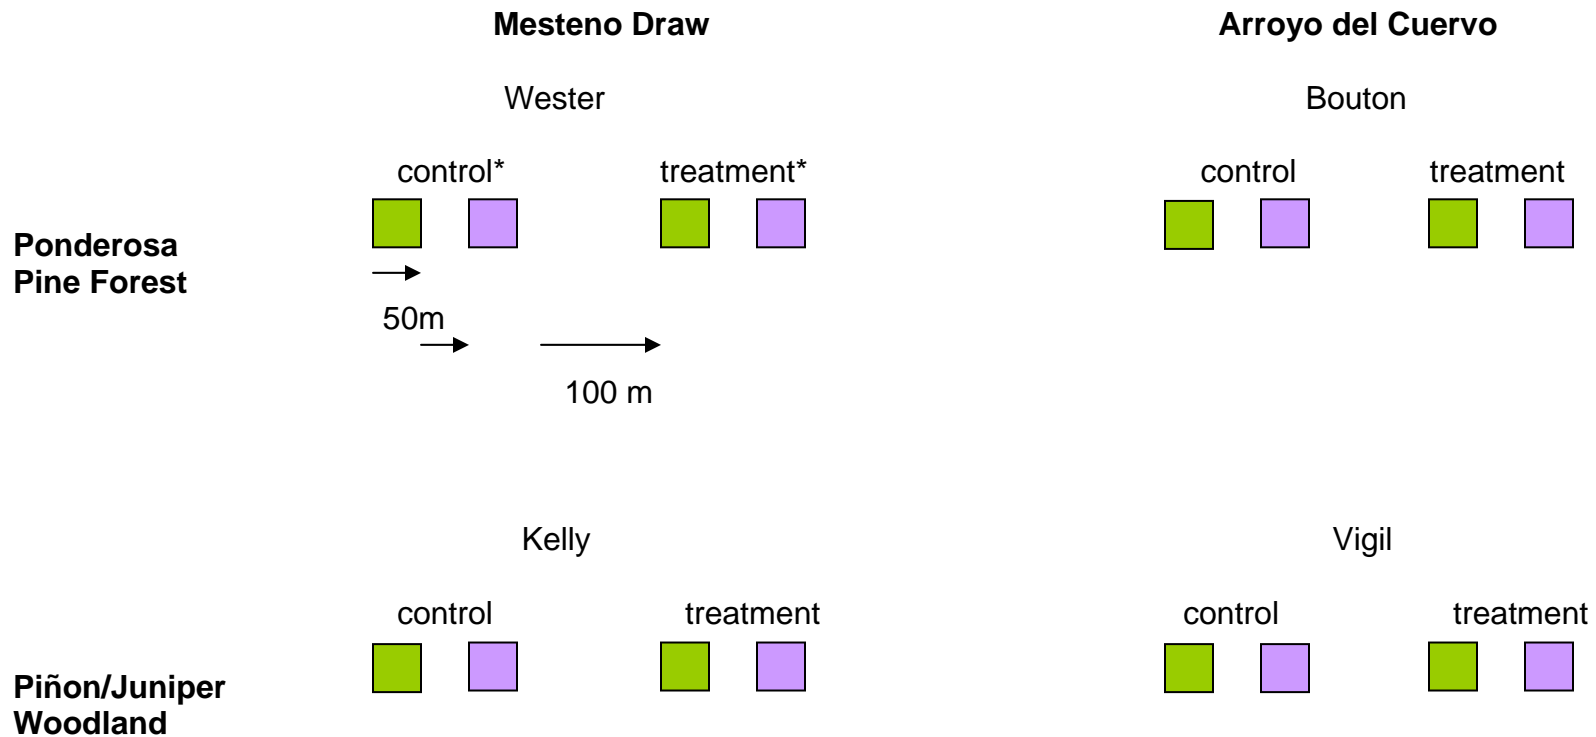 Mesteno Draw
Arroyo del Cuervo
Wester
Bouton
control*
treatment*
control
treatment
Ponderosa
Pine Forest
50m
100 m
Kelly
Vigil
control
treatment
control
treatment
Piñon/Juniper
Woodland